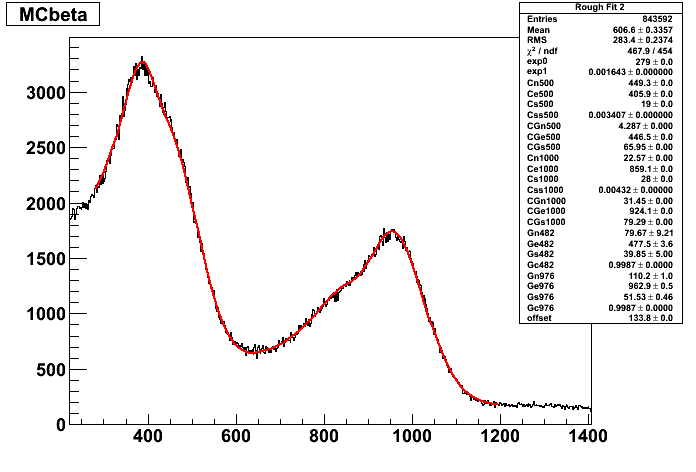 MCbeta
Rough Fit 2
Entries 843592
Mean 606.6 ± 0.3357
RMS 283.4 ± 0.2374
χ² / ndf 467.9 / 454
exp0 279 ± 0.0
exp1 0.001643 ± 0.000000
Cn500 449.3 ± 0.0
Ce500 405.9 ± 0.0
Cs500 19 ± 0.0
Css500 0.003407 ± 0.000000
CGn500 4.287 ± 0.000
CGe500 446.5 ± 0.0
CGs500 65.95 ± 0.00
Cn1000 22.57 ± 0.00
Ce1000 859.1 ± 0.0
Cs1000 28 ± 0.0
Css1000 0.00432 ± 0.00000
CGn1000 31.45 ± 0.00
CGe1000 924.1 ± 0.0
CGs1000 79.29 ± 0.00
Gn482 79.67 ± 9.21
Ge482 477.5 ± 3.6
Gs482 39.85 ± 5.00
Gc482 0.9987 ± 0.0000
Gn976 110.2 ± 1.0
Ge976 962.9 ± 0.5
Gs976 51.53 ± 0.46
Gc976 0.9987 ± 0.0000
offset 133.8 ± 0.0
3000
2500
2000
1500
1000
500
0
400 600 800 1000 1200 1400